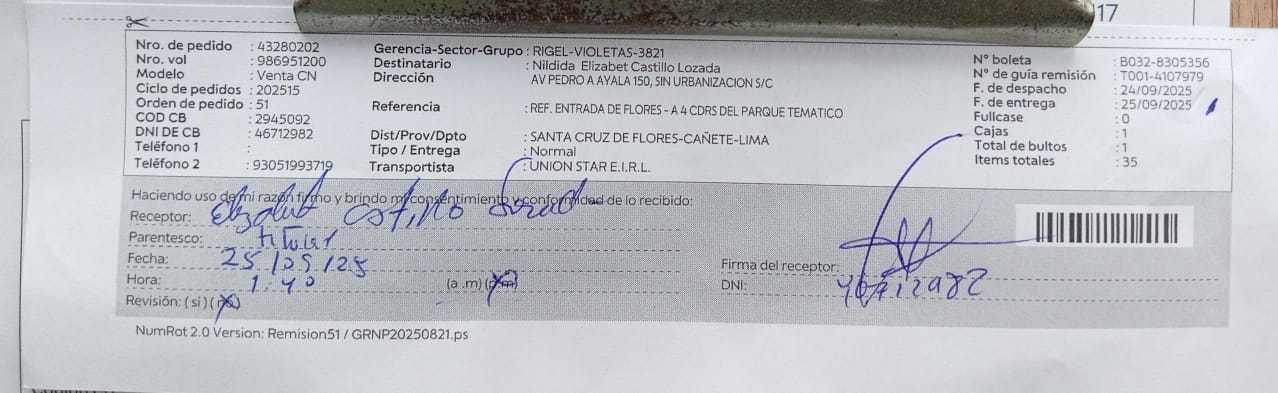 17
Nro. de pedido : 43280202
Nro. vol : 986951200
Modelo : Venta CN
Ciclo de pedidos : 202515
Orden de pedido : 51
COD CB : 2945092
DNI DE CB : 46712982
Teléfono 1 :
Teléfono 2 : 93051993719
Gerencia-Sector-Grupo : RIGEL-VIOLETAS-3821
Destinatario : Nildida Elizabet Castillo Lozada
Dirección AV PEDRO A AYALA 150, SIN URBANIZACION S/C
Referencia : REF. ENTRADA DE FLORES - A 4 CDRS DEL PARQUE TEMATICO
Dist/Prov/Dpto : SANTA CRUZ DE FLORES-CAÑETE-LIMA
Tipo / Entrega : Normal
Transportista : UNION STAR E.I.R.L.
N° boleta : B032-8305356
N° de guía remisión : T001-4107979
F. de despacho : 24/09/2025
F. de entrega : 25/09/2025
Fullcase : 0
Cajas : 1
Total de bultos : 1
Items totales : 35
Haciendo uso de mi razón firmo y brindo mi consentimiento y conformidad de lo recibido:
Receptor: Elizabet Castillo
Parentesco: titular
Fecha: 25/09/25
Hora: 1:40 (a.m) (p.m)
Revisión: (si) (no)
Firma del receptor:
DNI: 46712982
NumRot 2.0 Version: Remision51 / GRNP20250821.ps